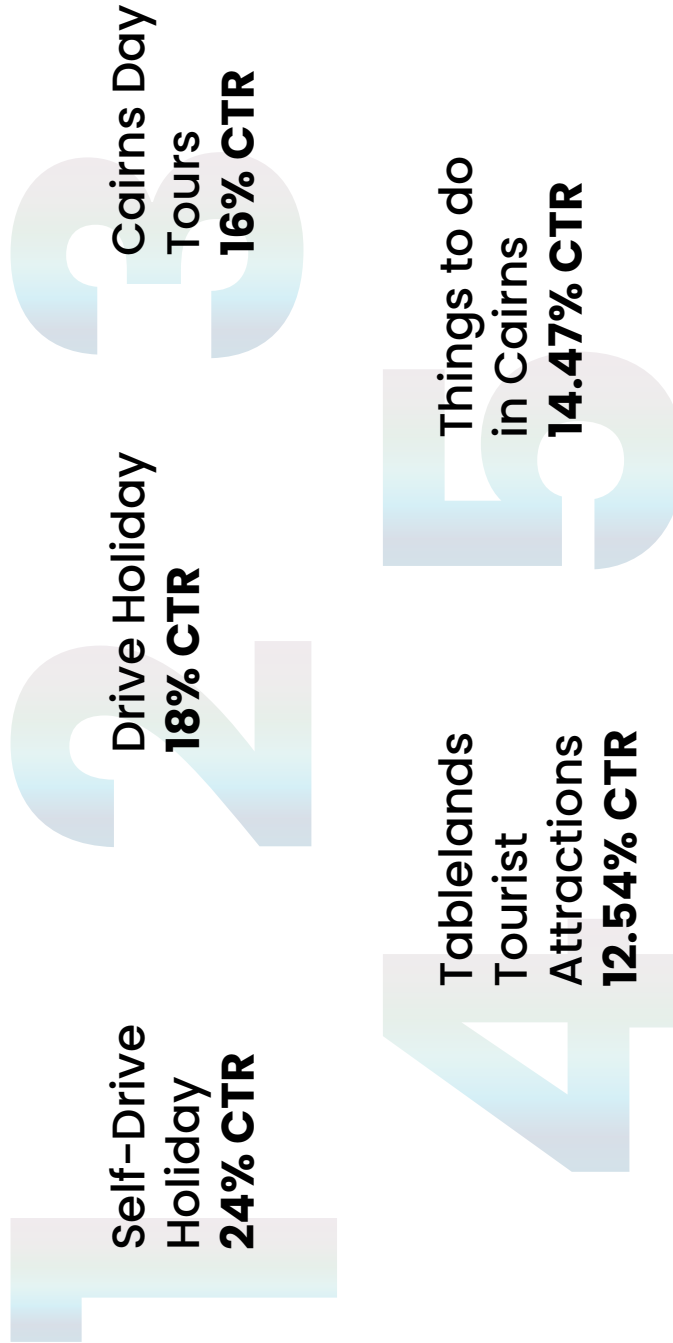 1
Self-Drive
Holiday
24% CTR
2
Drive Holiday
18% CTR
3
Cairns Day
Tours
16% CTR
4
Tablelands
Tourist
Attractions
12.54% CTR
5
Things to do
in Cairns
14.47% CTR